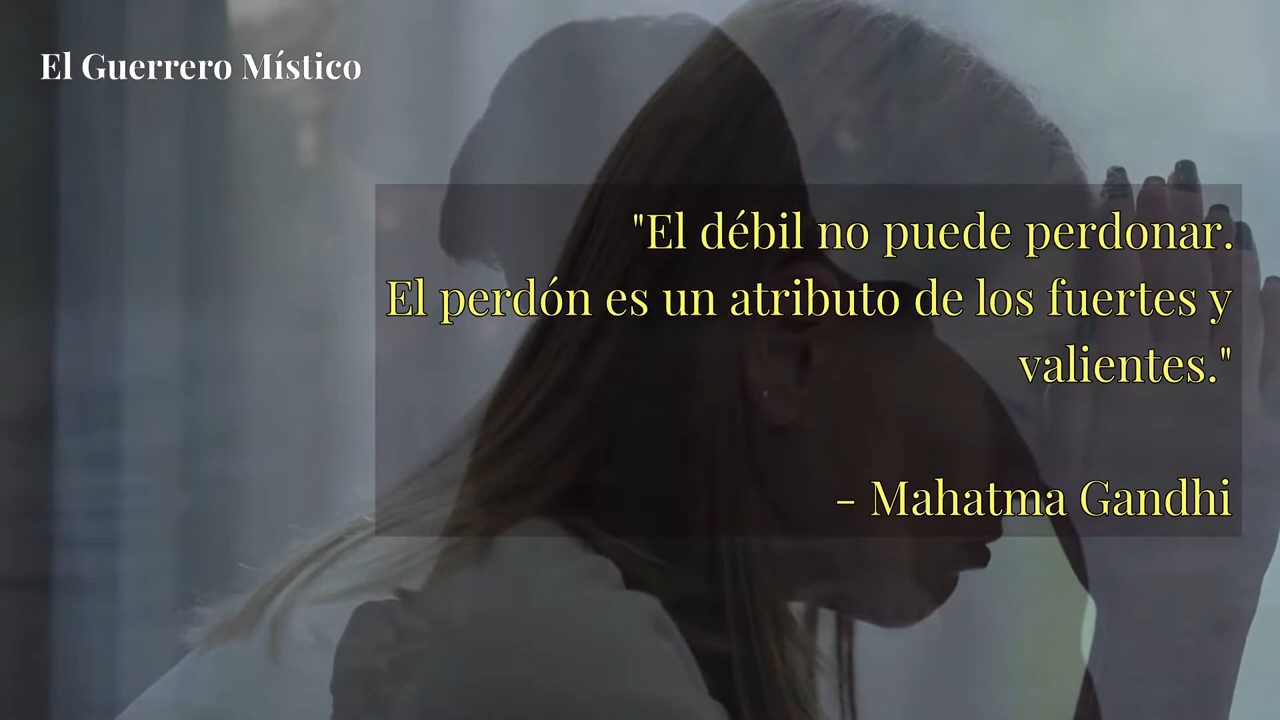 El Guerrero Místico
"El débil no puede perdonar.
El perdón es un atributo de los fuertes y
valientes."
- Mahatma Gandhi